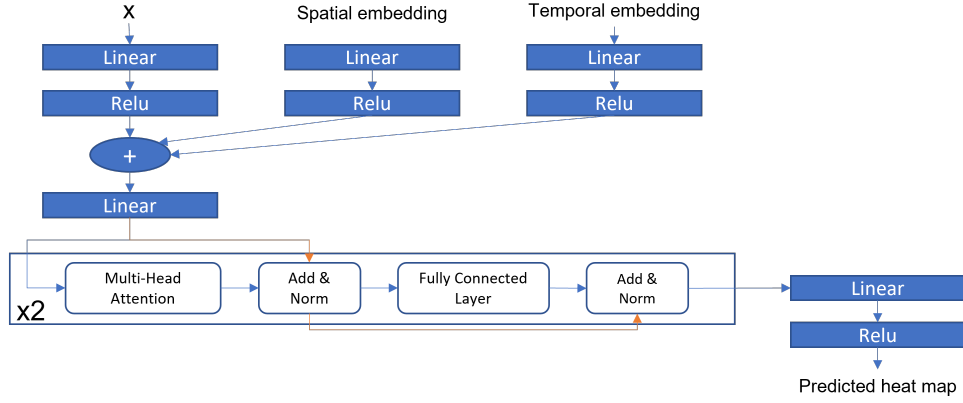 x
Spatial embedding
Temporal embedding
Linear
Linear
Linear
Relu
Relu
Relu
+
Linear
Multi-Head
Attention
Add &
Norm
Fully Connected
Layer
Add &
Norm
x2
Linear
Relu
Predicted heat map